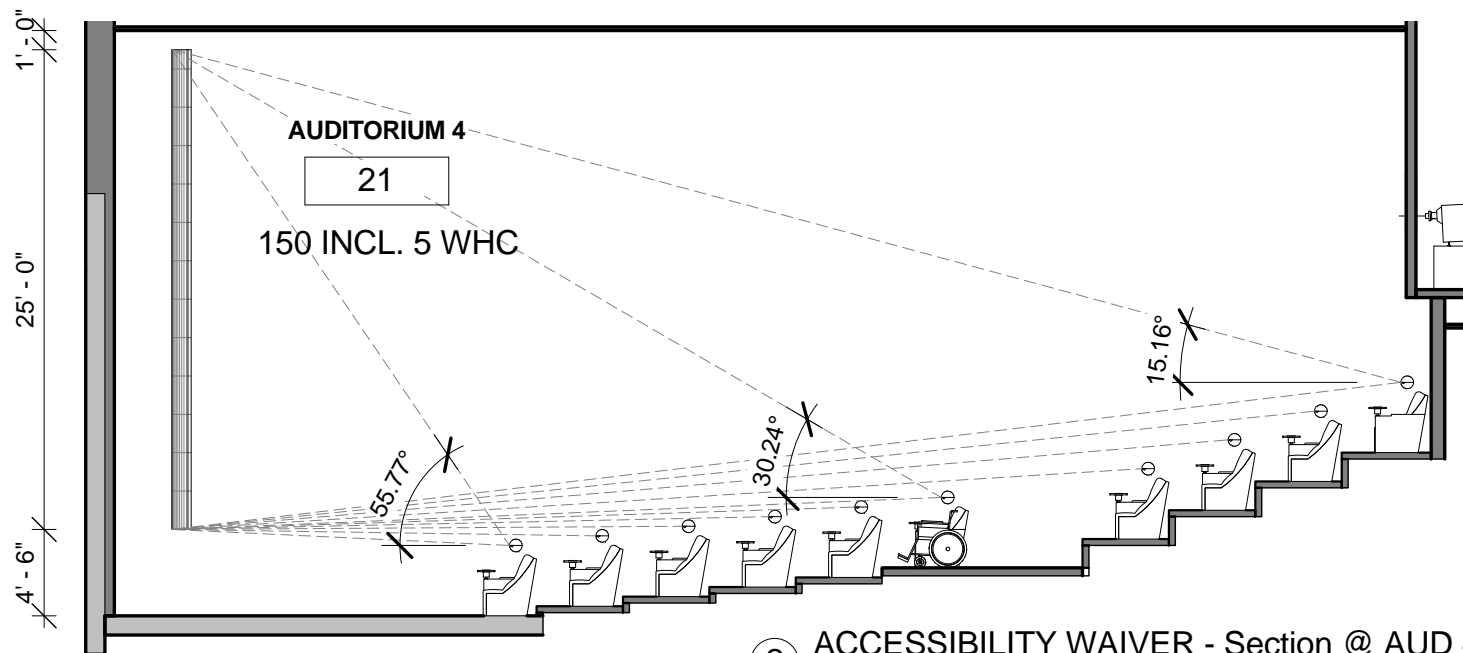 1' - 0"
25' - 0"
4' - 6"
AUDITORIUM 4
21
150 INCL. 5 WHC
55.77°
30.24°
15.16°
ACCESSIBILITY WAIVER - Section @ AUD